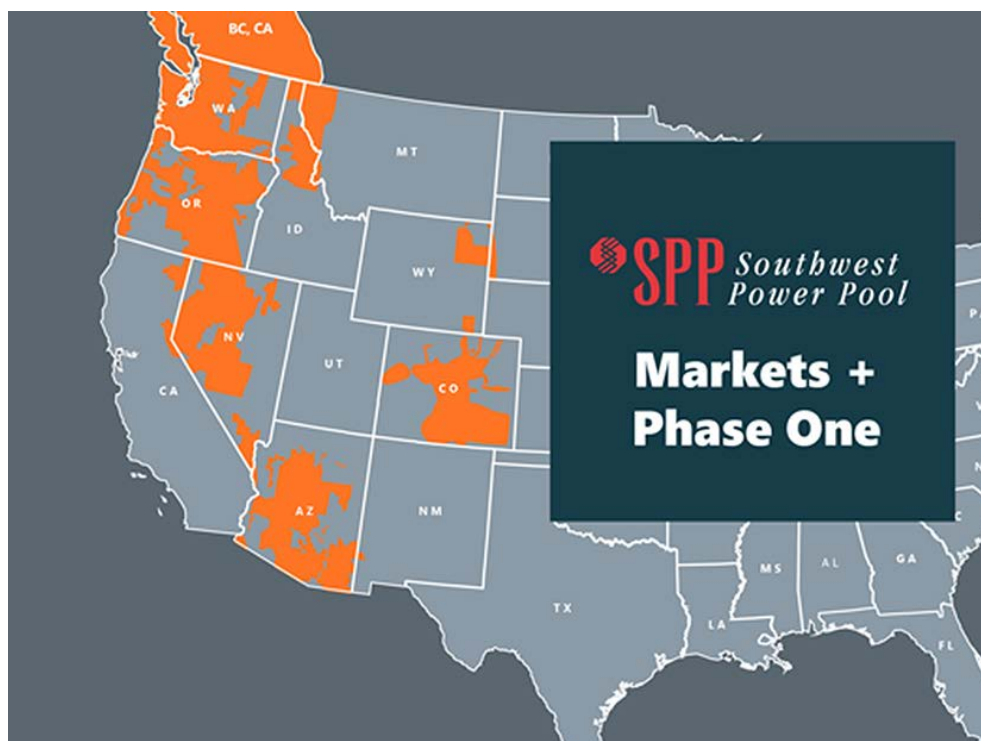 BC, CA
WA
MT
OR
ID
WY
NV
UT
CA
CO
AZ
NM
TX
LA
MS
AL
GA
FL
SPP Southwest
Power Pool
Markets +
Phase One